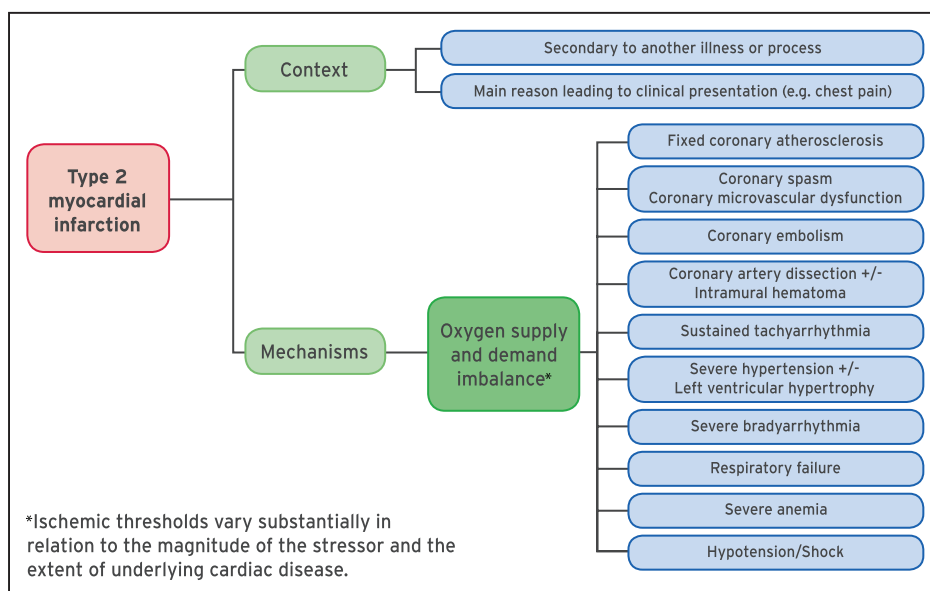 Type 2
myocardial
infarction
Context
Secondary to another illness or process
Main reason leading to clinical presentation (e.g. chest pain)
Mechanisms
Oxygen supply
and demand
imbalance*
Fixed coronary atherosclerosis
Coronary spasm
Coronary microvascular dysfunction
Coronary embolism
Coronary artery dissection +/-
Intramural hematoma
Sustained tachyarrhythmia
Severe hypertension +/-
Left ventricular hypertrophy
Severe bradyarrhythmia
Respiratory failure
Severe anemia
Hypotension/Shock
*Ischemic thresholds vary substantially in
relation to the magnitude of the stressor and the
extent of underlying cardiac disease.